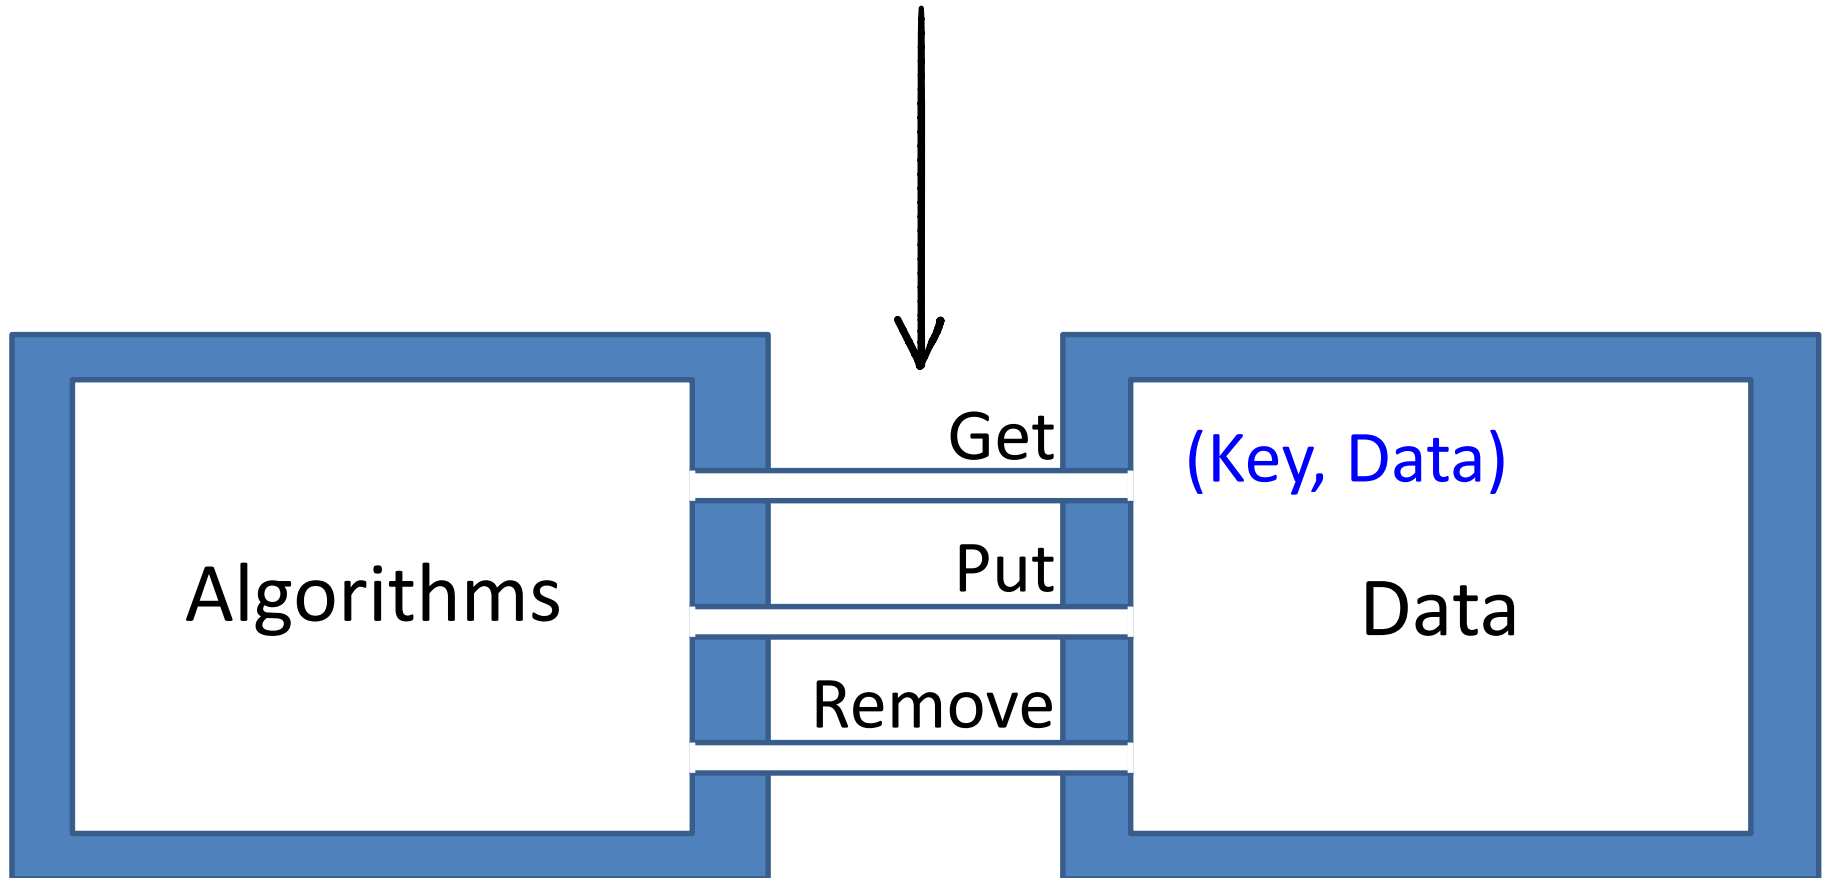 Get
(Key, Data)
Put
Algorithms
Data
Remove